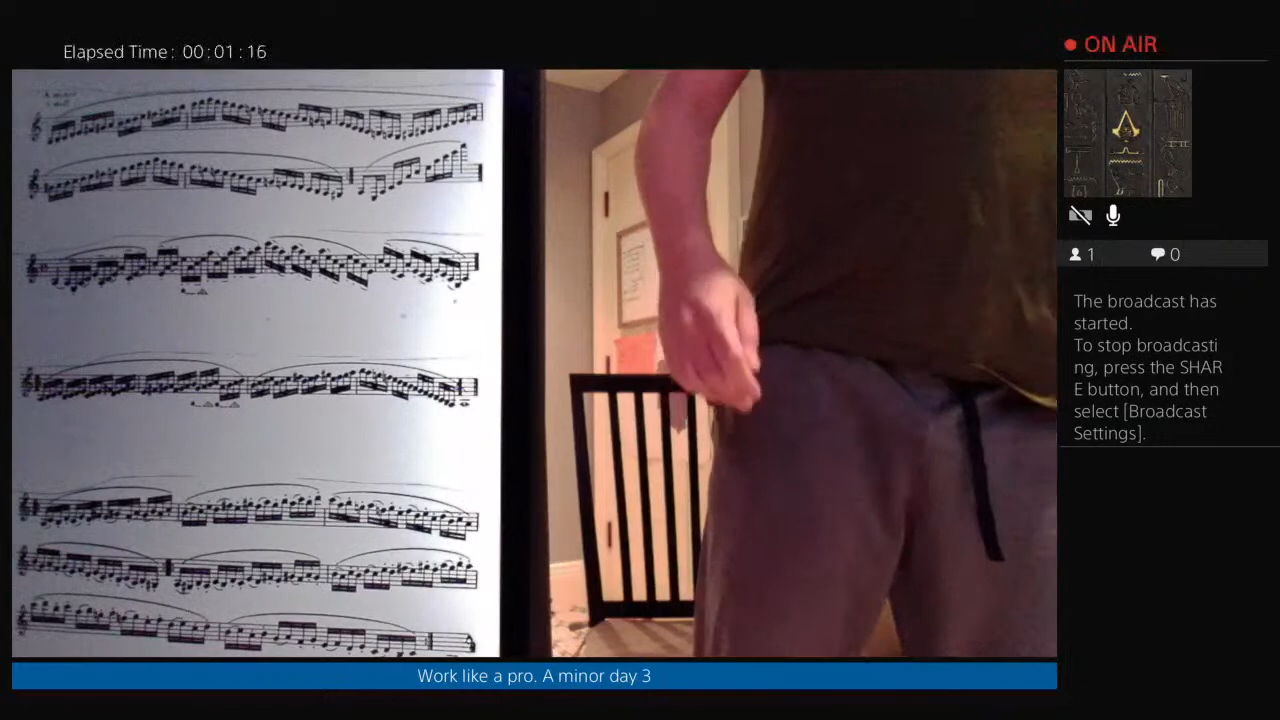 Elapsed Time: 00:01:16
ON AIR
1
0
The broadcast has
started.
To stop broadcasti
ng, press the SHAR
E button, and then
select [Broadcast
Settings].
Work like a pro. A minor day 3